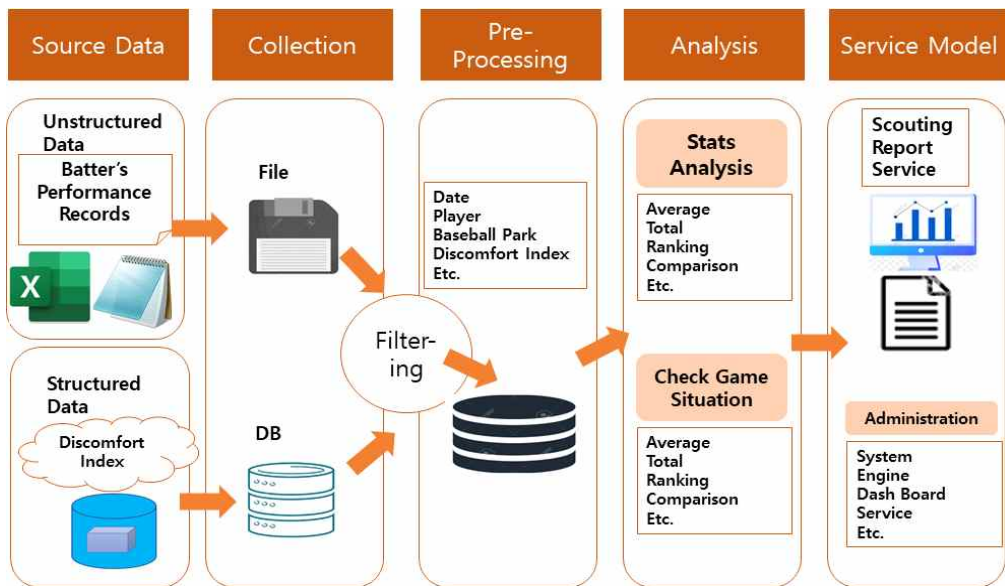 Source Data
Collection
Pre-
Processing
Analysis
Service Model
Unstructured
Data
Batter's
Performance
Records
X
Structured
Data
Discomfort
Index
File
DB
Filter-
ing
Date
Player
Baseball Park
Discomfort Index
Etc.
Stats
Analysis
Average
Total
Ranking
Comparison
Etc.
Check Game
Situation
Average
Total
Ranking
Comparison
Etc.
Scouting
Report
Service
Administration
System
Engine
Dash Board
Service
Etc.